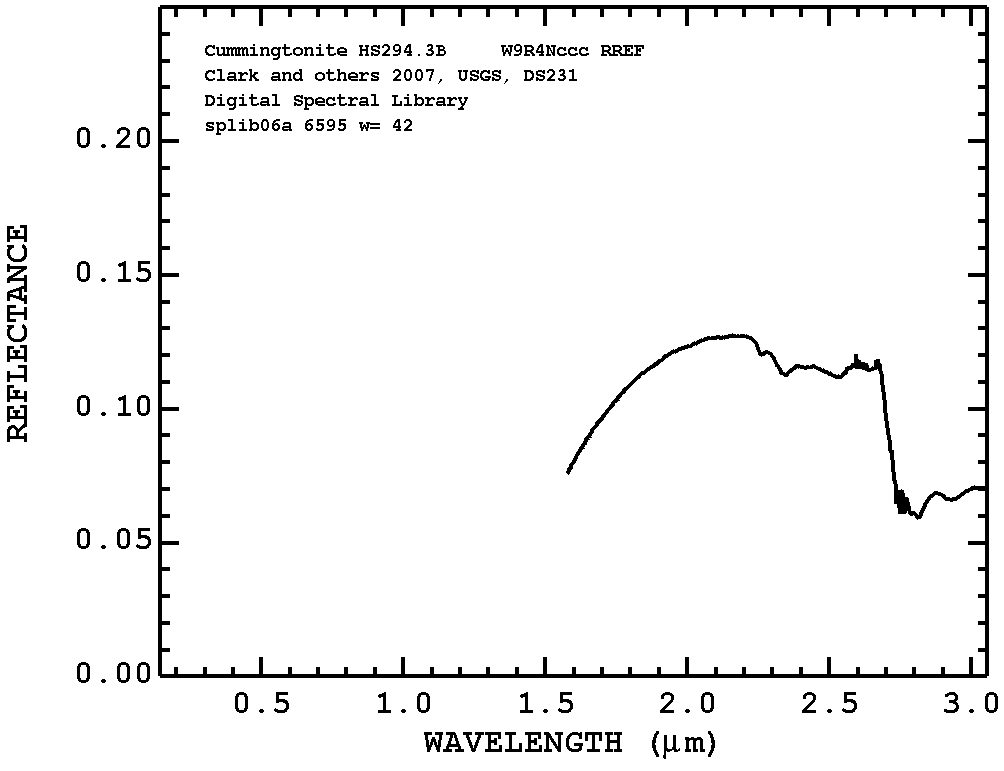 Cummingtonite HS294.3B W9R4Nccc RREF
Clark and others 2007, USGS, DS231
Digital Spectral Library
splib06a 6595 w= 42
0.20
0.15
0.10
0.05
0.00
REFLECTANCE
0.5 1.0 1.5 2.0 2.5 3.0
WAVELENGTH (μm)